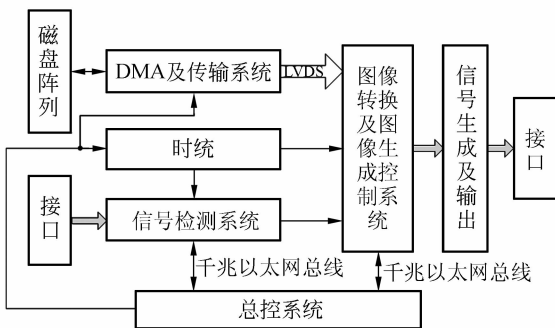 磁盘阵列
DMA及传输系统
LVDS
图像转换及图像生成控制系统
信号生成及输出
接口
时统
接口
信号检测系统
千兆以太网总线
千兆以太网总线
总控系统